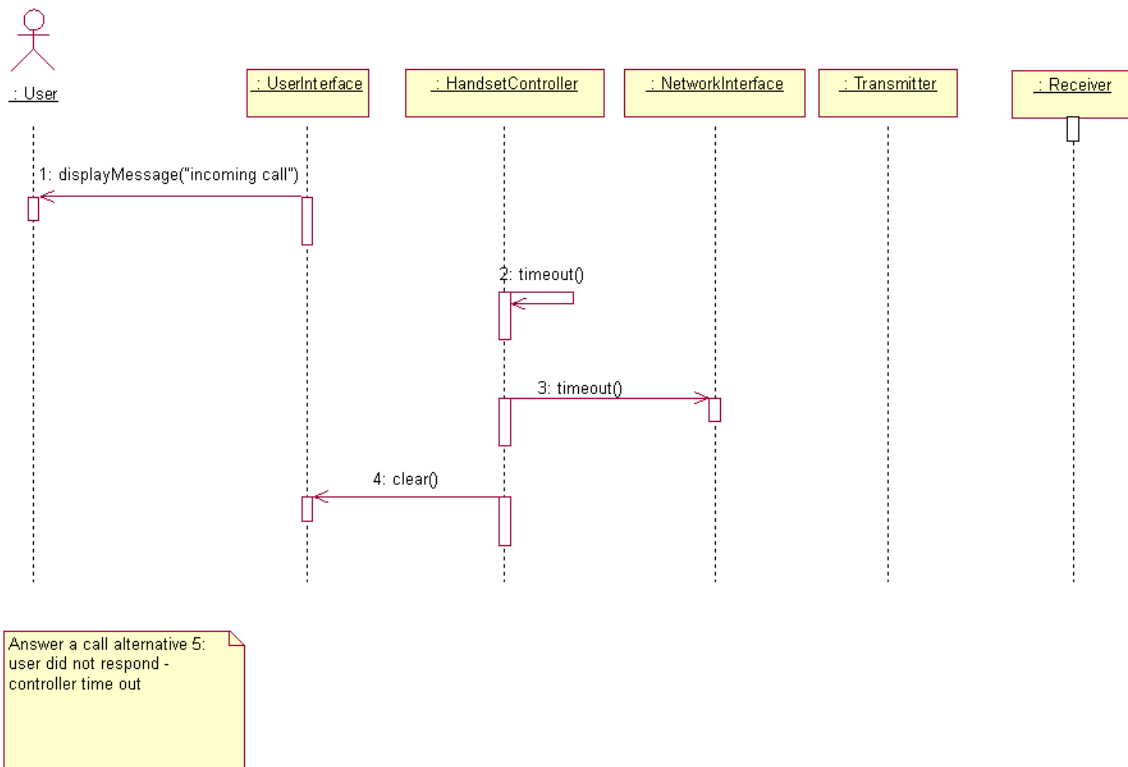 : User
: UserInterface
: HandsetController
: NetworkInterface
: Transmitter
: Receiver
1: displayMessage("incoming call")
2: timeout()
3: timeout()
4: clear()
Answer a call alternative 5:
user did not respond -
controller time out